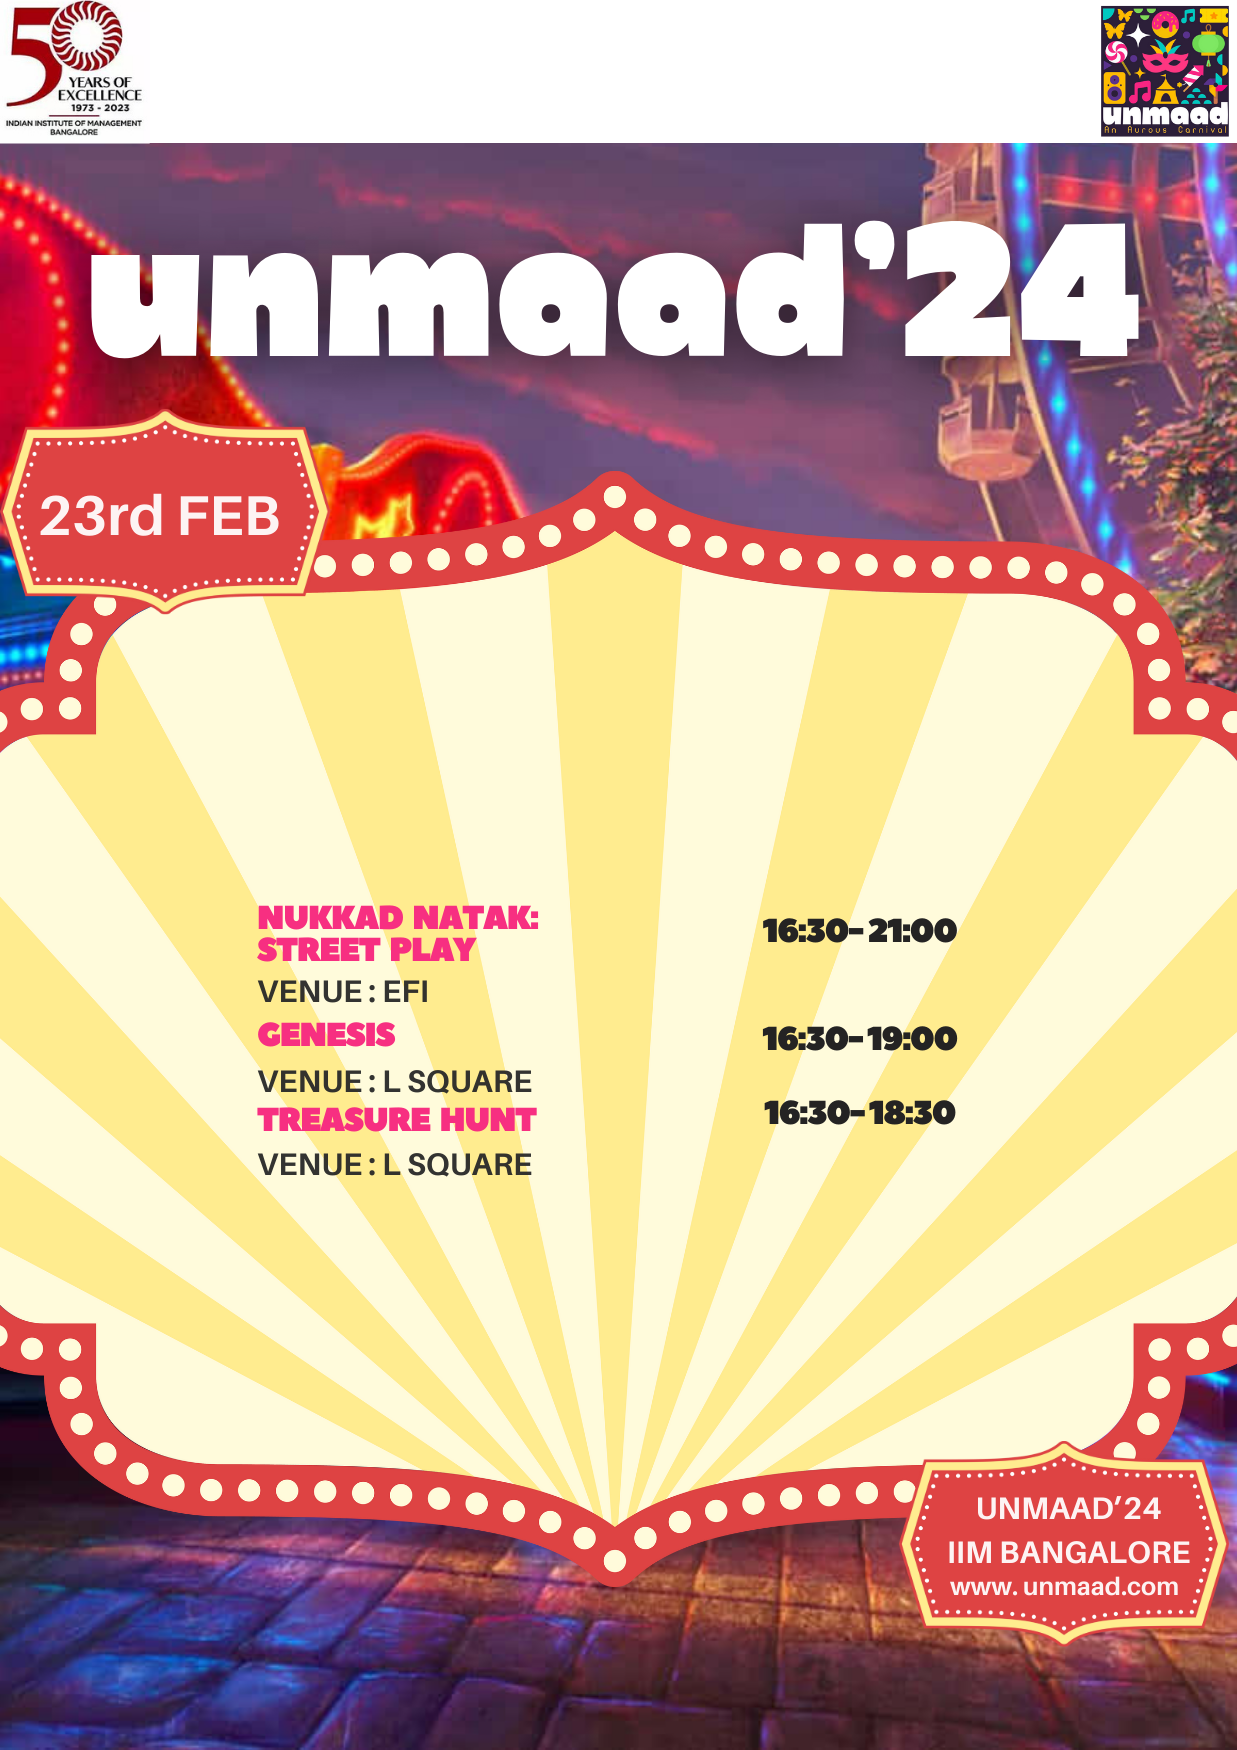 50
YEARS OF
EXCELLENCE
1973 - 2023
INDIAN INSTITUTE OF MANAGEMENT
BANGALORE
unmaad
An Aurous Carnival
unmaad'24
23rd FEB
NUKKAD NATAK:
STREET PLAY
16:30-21:00
VENUE : EFI
GENESIS
16:30-19:00
VENUE : L SQUARE
TREASURE HUNT
16:30-18:30
VENUE : L SQUARE
UNMAAD'24
IIM BANGALORE
www. unmaad.com